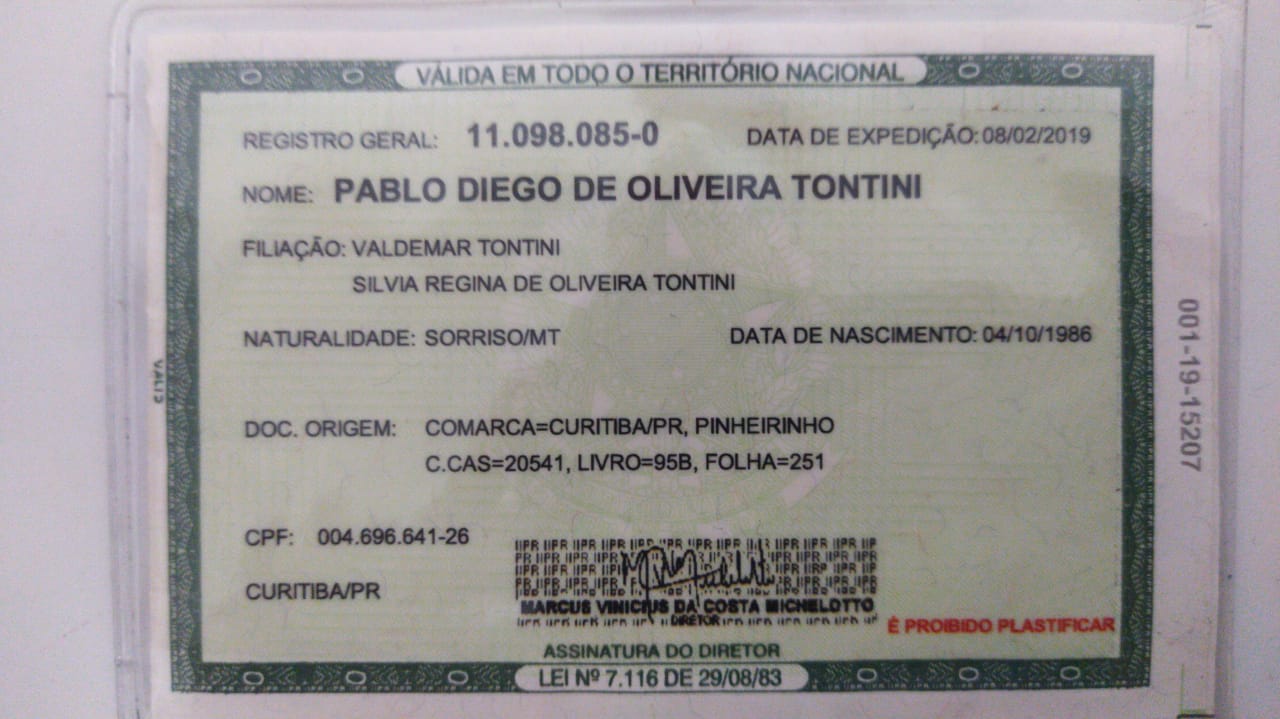 VÁLIDA EM TODO O TERRITÓRIO NACIONAL
REGISTRO GERAL: 11.098.085-0 DATA DE EXPEDIÇÃO: 08/02/2019
NOME: PABLO DIEGO DE OLIVEIRA TONTINI
FILIAÇÃO: VALDEMAR TONTINI
SILVIA REGINA DE OLIVEIRA TONTINI
NATURALIDADE: SORRISO/MT DATA DE NASCIMENTO: 04/10/1986
DOC. ORIGEM: COMARCA=CURITIBA/PR, PINHEIRINHO
C.CAS=20541, LIVRO=95B, FOLHA=251
CPF: 004.696.641-26
CURITIBA/PR
MARCUS VINICIUS DA COSTA MICHELOTTO
DIRETOR
É PROIBIDO PLASTIFICAR
ASSINATURA DO DIRETOR
LEI Nº 7.116 DE 29/08/83
001-19-15207